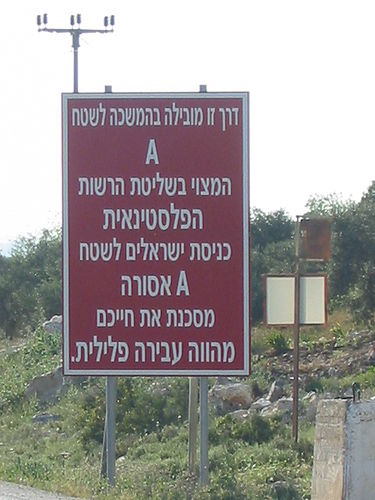 דרך זו מובילה בהמשכה לשטח
A
המצוי בשליטת הרשות
הפלסטינאית
כניסת ישראלים לשטח
A אסורה
מסכנת את חייכם
מהווה עבירה פלילית.